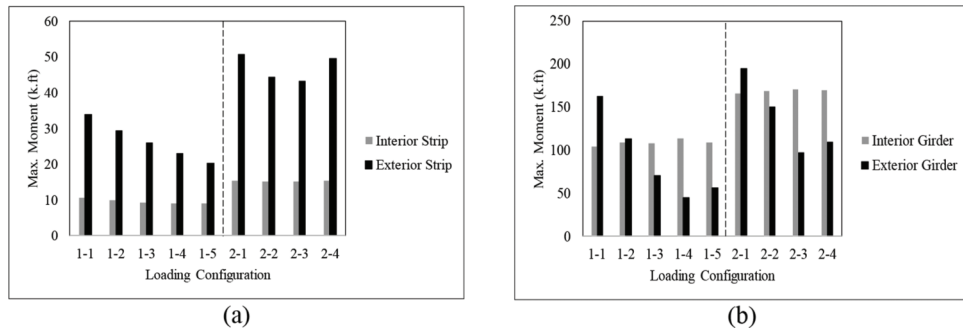 Max. Moment (k.ft)
60
50
40
30
20
10
0
1-1 1-2 1-3 1-4 1-5 2-1 2-2 2-3 2-4
Loading Configuration
Interior Strip
Exterior Strip
(a)
Max. Moment (k.ft)
250
200
150
100
50
0
1-1 1-2 1-3 1-4 1-5 2-1 2-2 2-3 2-4
Loading Configuration
Interior Girder
Exterior Girder
(b)